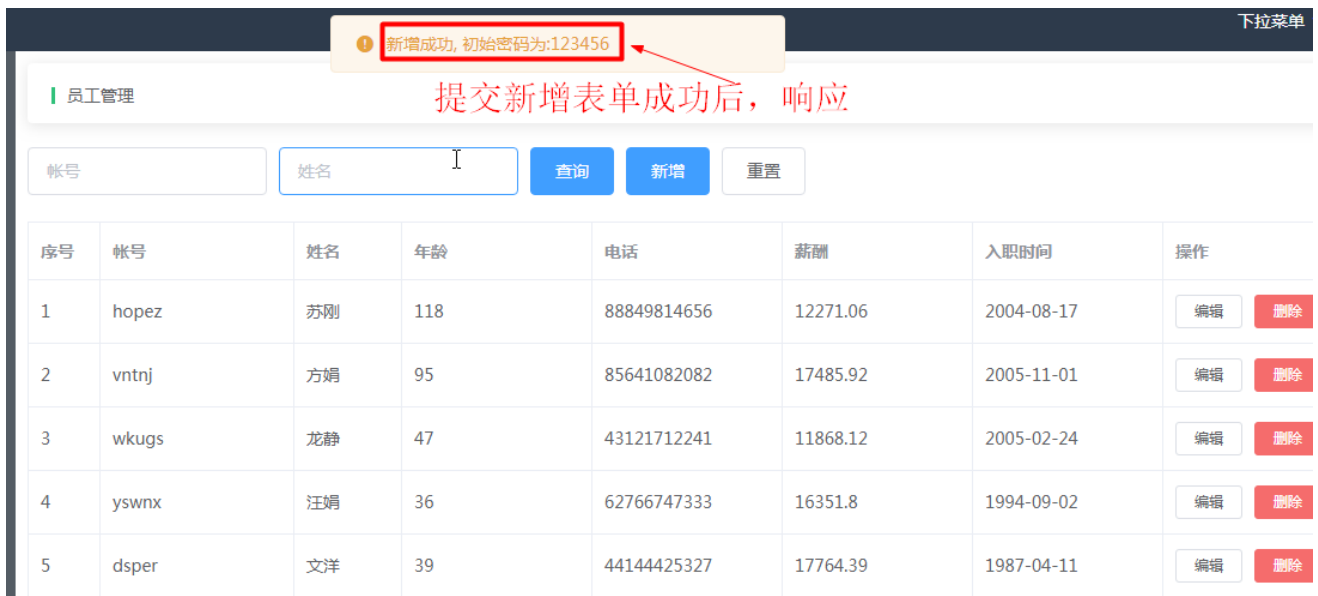 下拉菜单
新增成功, 初始密码为:123456
员工管理
提交新增表单成功后，响应
帐号 姓名 查询 新增 重置
序号 帐号 姓名 年龄 电话 薪酬 入职时间 操作
1 hopez 苏刚 118 88849814656 12271.06 2004-08-17 编辑 删除
2 vntnj 方娟 95 85641082082 17485.92 2005-11-01 编辑 删除
3 wkugs 龙静 47 43121712241 11868.12 2005-02-24 编辑 删除
4 yswnx 汪娟 36 62766747333 16351.8 1994-09-02 编辑 删除
5 dsper 文洋 39 44144425327 17764.39 1987-04-11 编辑 删除